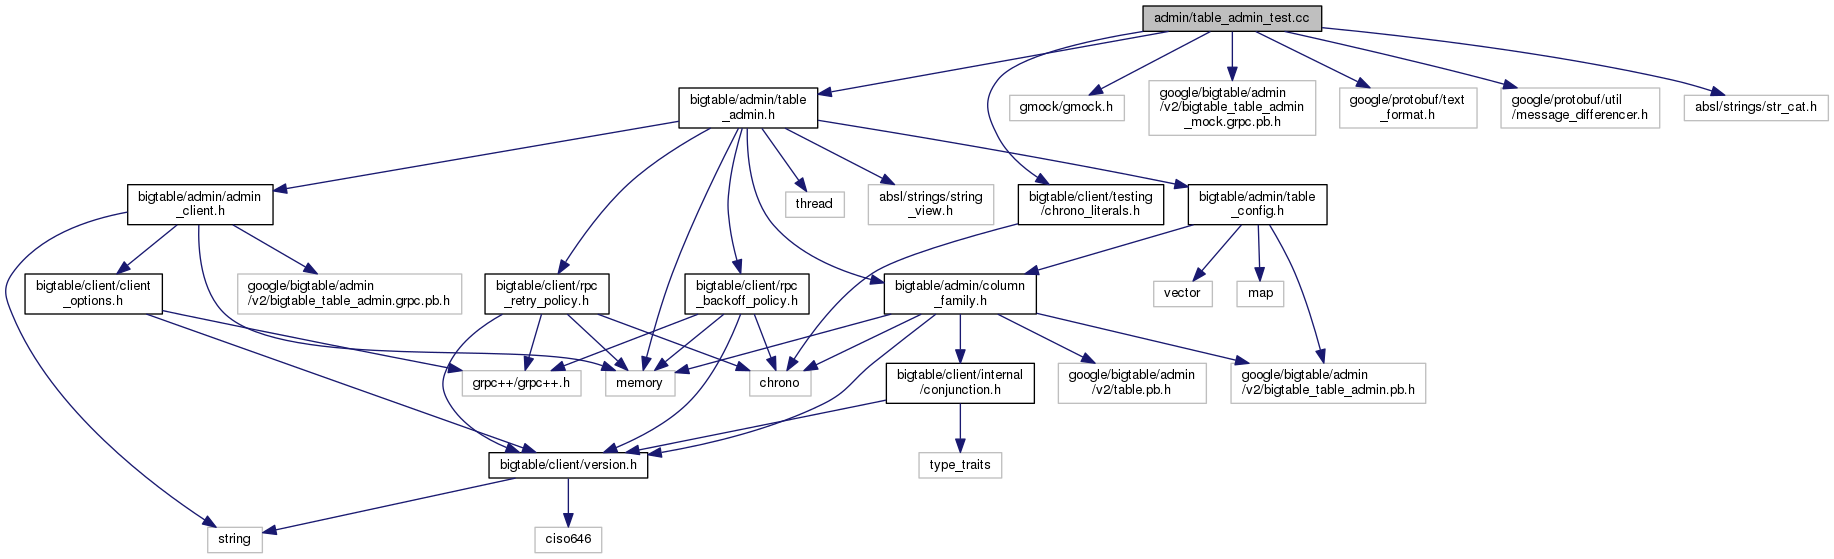 admin/table_admin_test.cc
bigtable/admin/table
_admin.h
gmock/gmock.h
google/bigtable/admin
/v2/bigtable_table_admin
_mock.grpc.pb.h
google/protobuf/text
_format.h
google/protobuf/util
/message_differencer.h
absl/strings/str_cat.h
bigtable/admin/admin
_client.h
thread
absl/strings/string
_view.h
bigtable/client/testing
/chrono_literals.h
bigtable/admin/table
_config.h
bigtable/client/client
_options.h
google/bigtable/admin
/v2/bigtable_table_admin.grpc.pb.h
bigtable/client/rpc
_retry_policy.h
bigtable/client/rpc
_backoff_policy.h
bigtable/admin/column
_family.h
vector
map
grpc++/grpc++.h
memory
chrono
bigtable/client/internal
/conjunction.h
google/bigtable/admin
/v2/table.pb.h
google/bigtable/admin
/v2/bigtable_table_admin.pb.h
bigtable/client/version.h
type_traits
string
ciso646